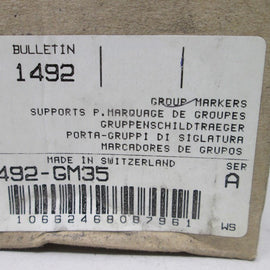 BULLETIN
1492
GROUP MARKERS
SUPPORTS P.MARQUAGE DE GROUPES
GRUPPENSCHILDTRAEGER
PORTA-GRUPPI DI SIGLATURA
MARCADORES DE GRUPOS
MADE IN SWITZERLAND
SER
492-GM35
A
10662468087961
WS